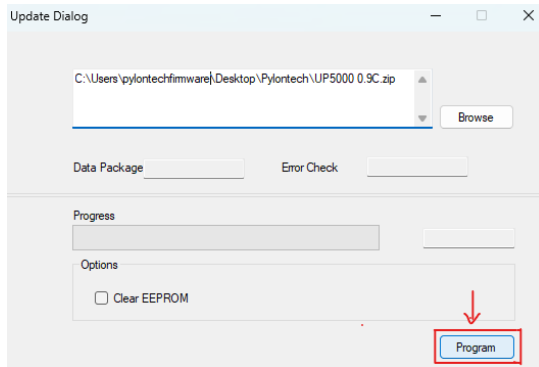 Update Dialog
C:\Users\pylontechfirmware\Desktop\Pylontech\UP5000 0.9C.zip
Browse
Data Package
Error Check
Progress
Options
Clear EEPROM
Program